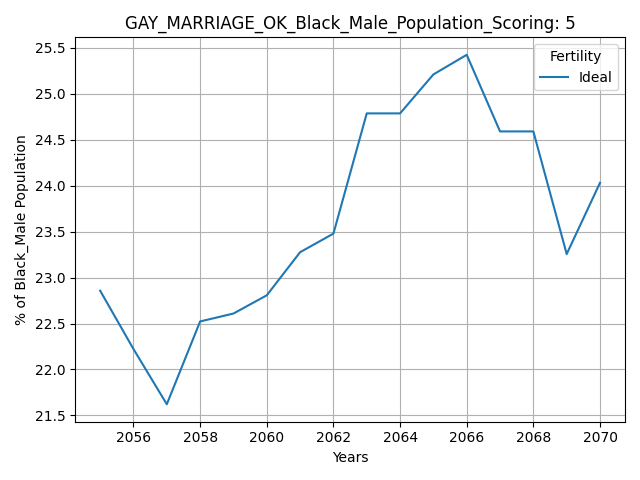 GAY_MARRIAGE_OK_Black_Male_Population_Scoring: 5
Fertility
Ideal
% of Black_Male Population
25.5
25.0
24.5
24.0
23.5
23.0
22.5
22.0
21.5
2056 2058 2060 2062 2064 2066 2068 2070
Years